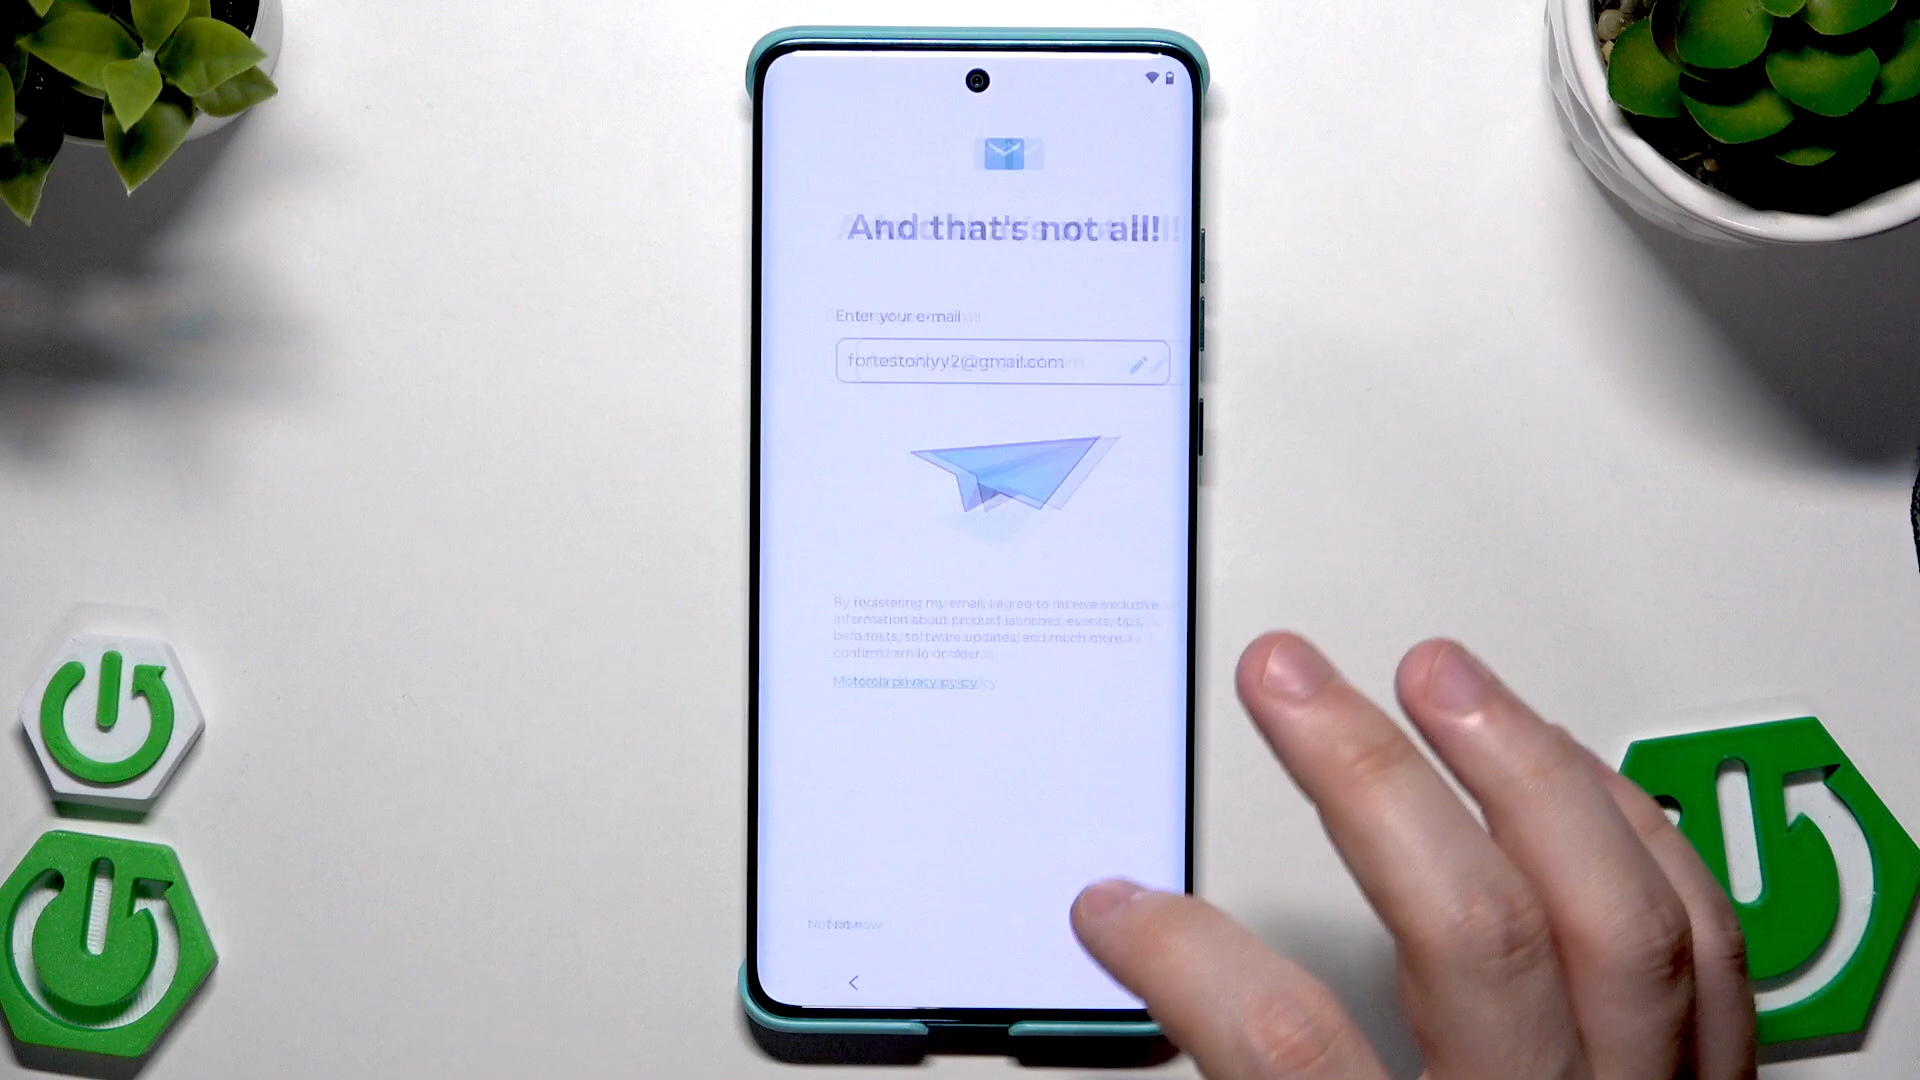 And that's not all!
Enter your e-mail
fortestonlyy2@gmail.com
By registering my email, I agree to receive exclusive
information about product launches, events, tips,
beta tests, software updates, and much more. I
confirm I am 16 or older.
Motorola privacy policy
Not now